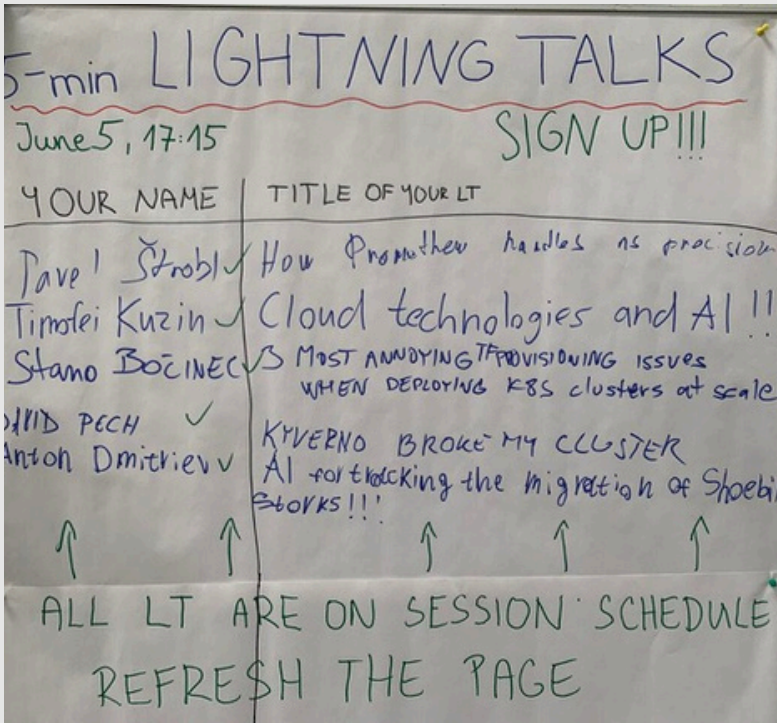 5-min LIGHTNING TALKS
June 5, 17:15 SIGN UP!!!
YOUR NAME TITLE OF YOUR LT
Pavel Štrobl ✓ How Promotheu handles ns precision
Timofei Kuzin ✓ Cloud technologies and AI !!
Stano BOČINEC ✓ 3 MOST ANNOYING TF PROVISIONING ISSUES
WHEN DEPLOYING K8S clusters at scale
DAVID PECH ✓ KYVERNO BROKE MY CLUSTER
Anton Dmitriev ✓ AI for tracking the migration of Shoebi
Storks!!!
ALL LT ARE ON SESSION SCHEDULE
REFRESH THE PAGE